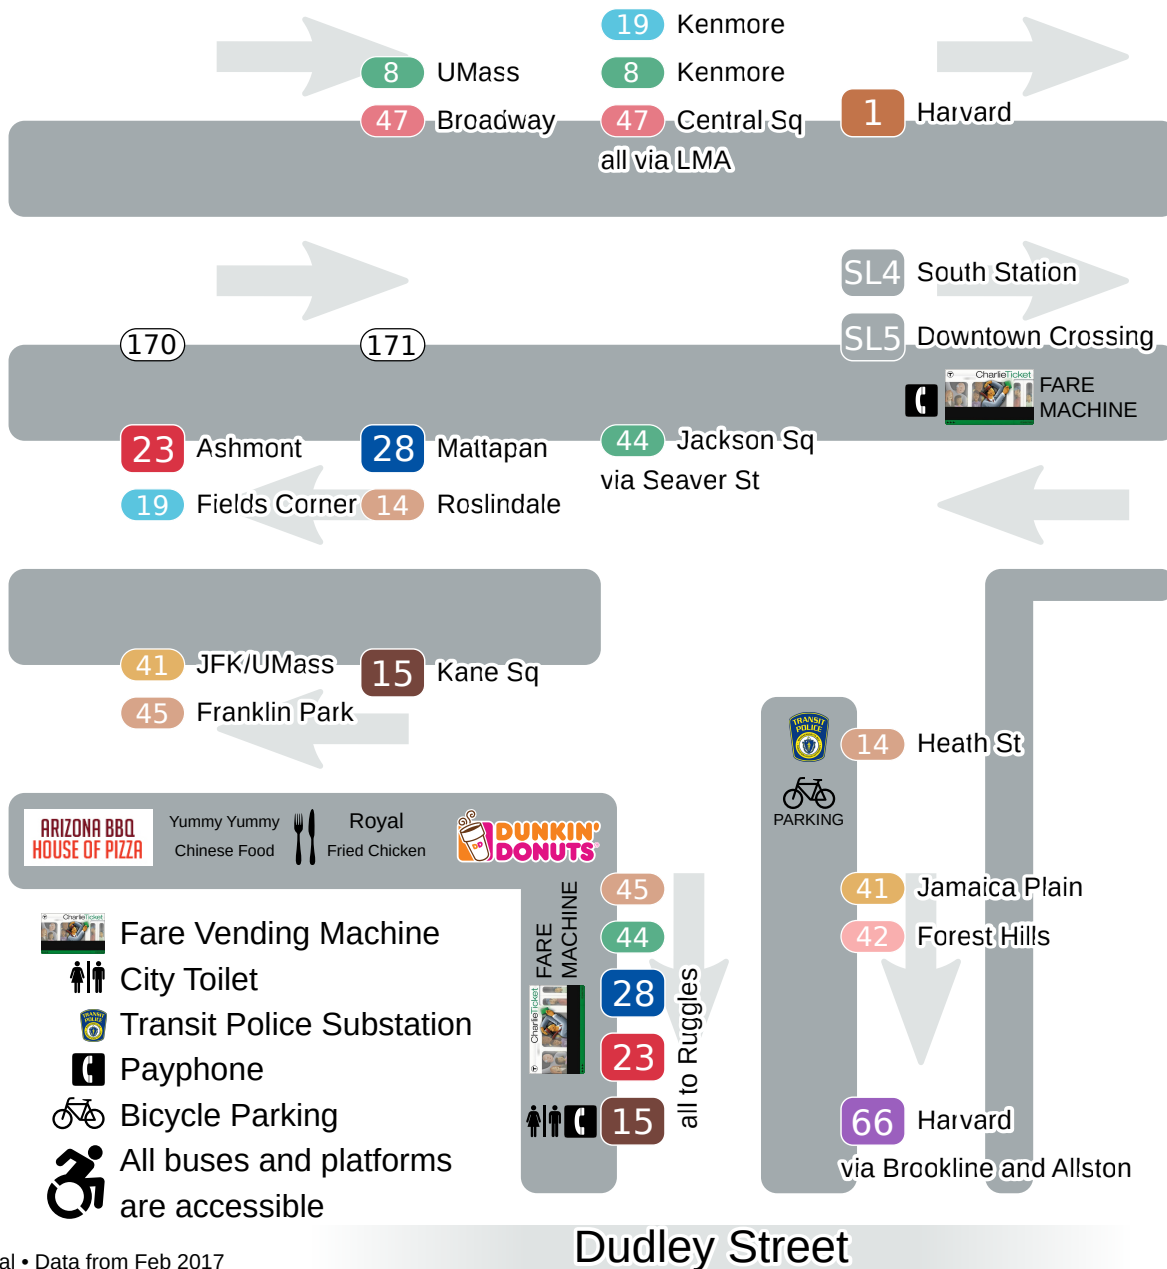 19 Kenmore
8 UMass
8 Kenmore
47 Broadway
47 Central Sq
all via LMA
1 Harvard
SL4 South Station
SL5 Downtown Crossing
170
171
CharlieTicket
FARE
MACHINE
23 Ashmont
28 Mattapan
44 Jackson Sq
via Seaver St
19 Fields Corner
14 Roslindale
41 JFK/UMass
15 Kane Sq
45 Franklin Park
TRANSIT
POLICE
14 Heath St
PARKING
ARIZONA BBQ
HOUSE OF PIZZA
Yummy Yummy
Chinese Food
Royal
Fried Chicken
DD
DUNKIN'
DONUTS
45
44
28
23
15
all to Ruggles
FARE
MACHINE
CharlieTicket
41 Jamaica Plain
42 Forest Hills
66 Harvard
via Brookline and Allston
CharlieTicket
Fare Vending Machine
City Toilet
TRANSIT
POLICE
Transit Police Substation
Payphone
Bicycle Parking
All buses and platforms
are accessible
Dudley Street
al • Data from Feb 2017